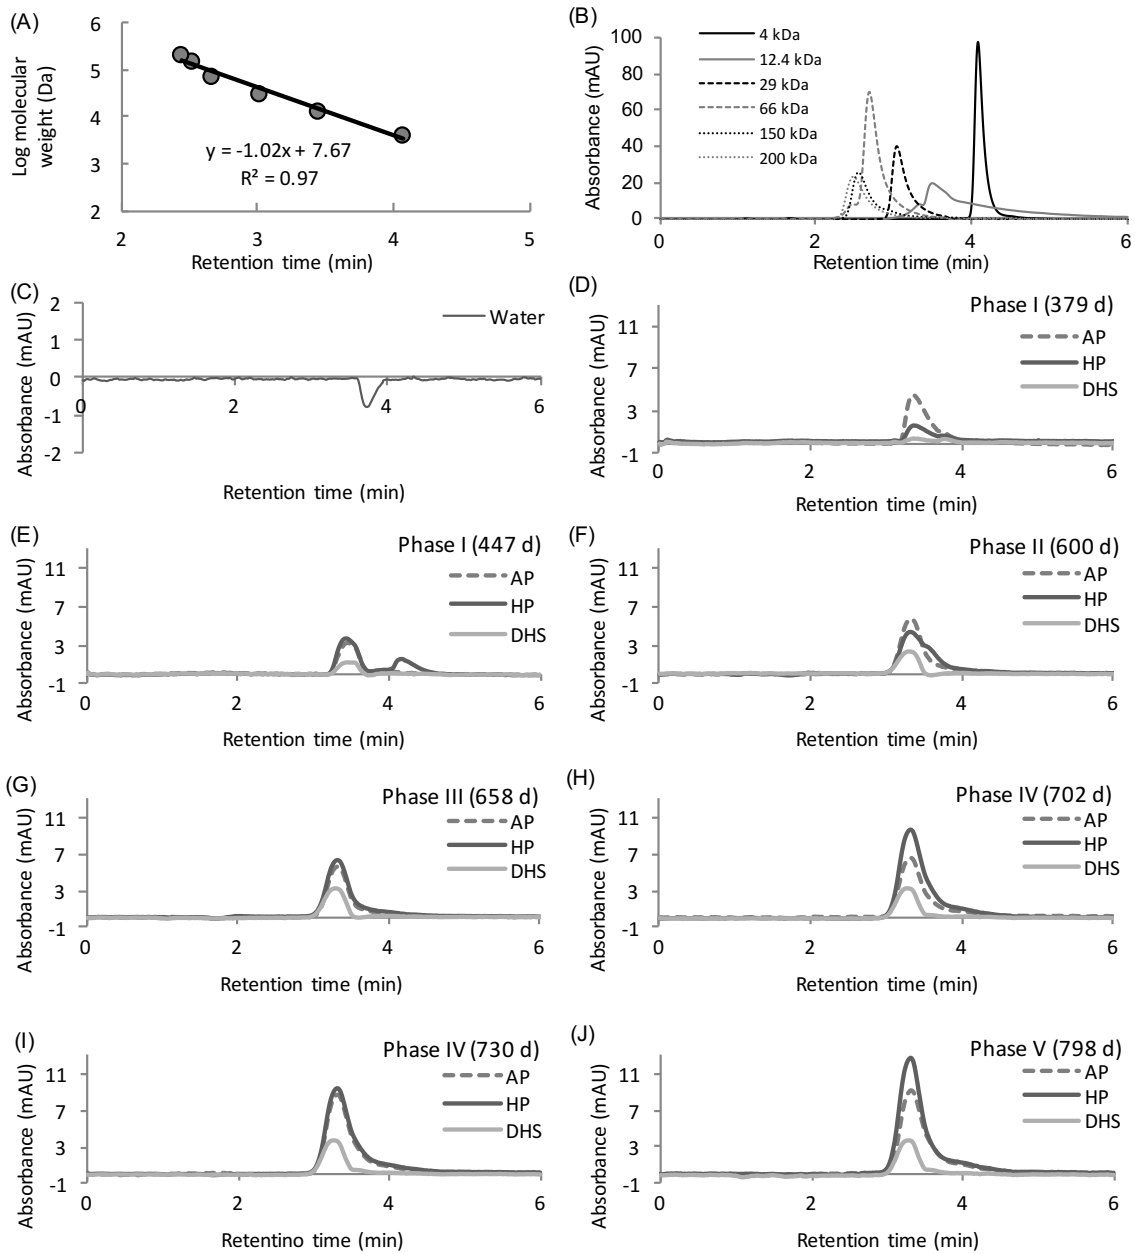 (A)
6
5
4
3
2
Log molecular
weight (Da)
y = -1.02x + 7.67
R² = 0.97
2 3 4 5
Retention time (min)
(B)
100
80
60
40
20
0
Absorbance (mAU)
4 kDa
12.4 kDa
29 kDa
66 kDa
150 kDa
200 kDa
0 2 4 6
Retention time (min)
(C)
2
1
0
-1
-2
Absorbance (mAU)
Water
0 2 4 6
Retention time (min)
(D)
Phase I (379 d)
11
7
3
-1
Absorbance (mAU)
AP
HP
DHS
0 2 4 6
Retention time (min)
(E)
Phase I (447 d)
11
7
3
-1
Absorbance (mAU)
AP
HP
DHS
0 2 4 6
Retention time (min)
(F)
Phase II (600 d)
11
7
3
-1
Absorbance (mAU)
AP
HP
DHS
0 2 4 6
Retention time (min)
(G)
Phase III (658 d)
11
7
3
-1
Absorbance (mAU)
AP
HP
DHS
0 2 4 6
Retention time (min)
(H)
Phase IV (702 d)
11
7
3
-1
Absorbance (mAU)
AP
HP
DHS
0 2 4 6
Retention time (min)
(I)
Phase IV (730 d)
11
7
3
-1
Absorbance (mAU)
AP
HP
DHS
0 2 4 6
Retentino time (min)
(J)
Phase V (798 d)
11
7
3
-1
Absorbance (mAU)
AP
HP
DHS
0 2 4 6
Retention time (min)